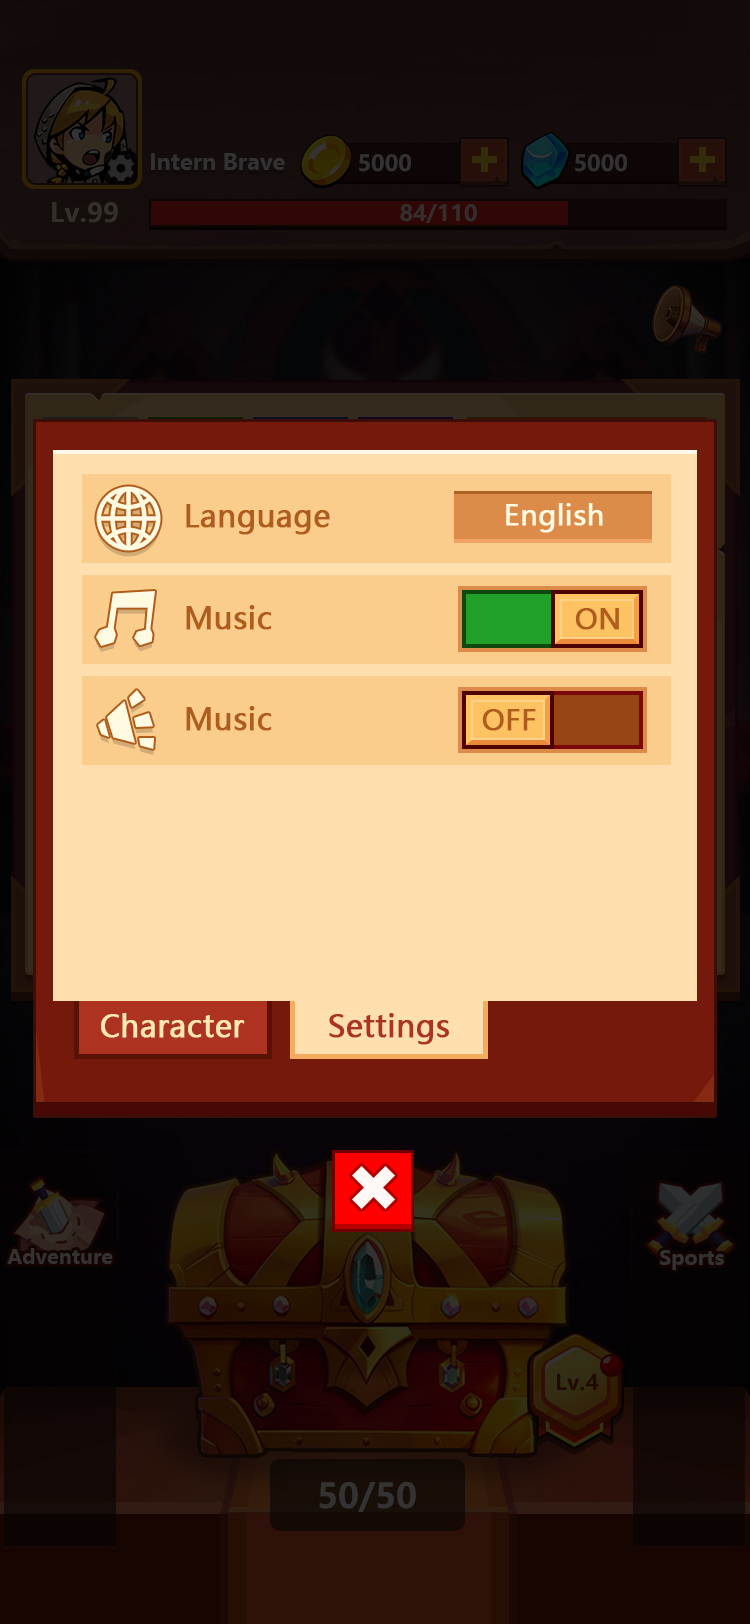 Intern Brave
5000
5000
Lv.99
84/110
Language
English
Music
ON
Music
OFF
Character
Settings
Adventure
Sports
Lv.4
50/50